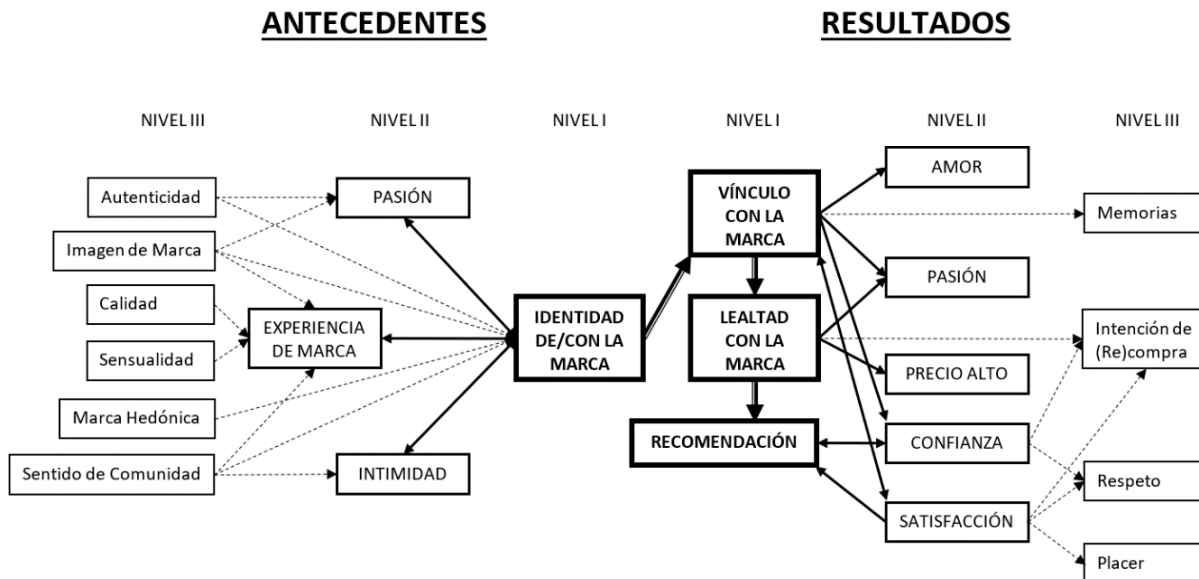 ANTECEDENTES
RESULTADOS
NIVEL III
NIVEL II
NIVEL I
NIVEL I
NIVEL II
NIVEL III
Autenticidad
Imagen de Marca
Calidad
Sensualidad
Marca Hedónica
Sentido de Comunidad
PASIÓN
EXPERIENCIA
DE MARCA
INTIMIDAD
IDENTIDAD
DE/CON LA
MARCA
VÍNCULO
CON LA
MARCA
LEALTAD
CON LA
MARCA
RECOMENDACIÓN
AMOR
PASIÓN
PRECIO ALTO
CONFIANZA
SATISFACCIÓN
Memorias
Intención de
(Re)compra
Respeto
Placer